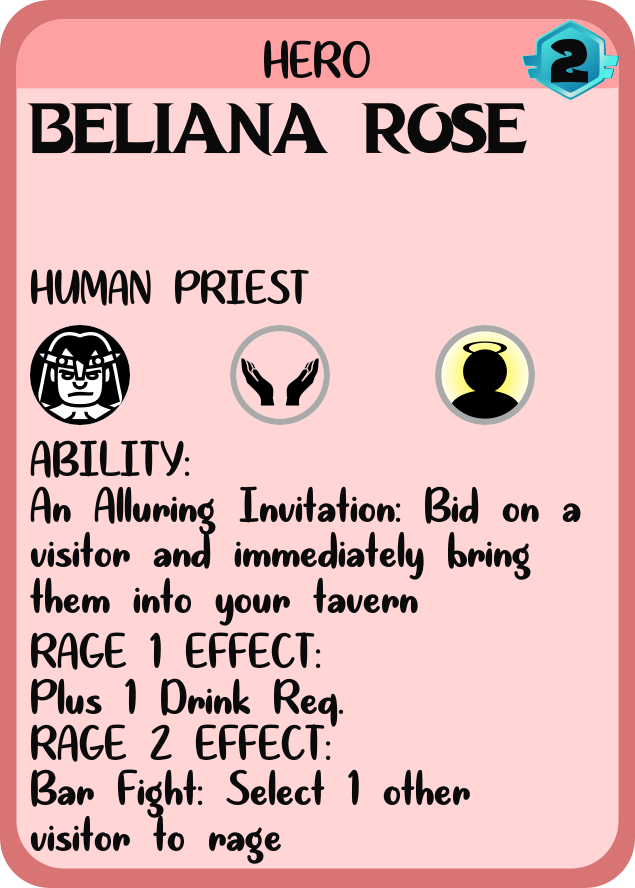 HERO
2
BELIANA ROSE
HUMAN PRIEST
ABILITY:
An Alluring Invitation: Bid on a
visitor and immediately bring
them into your tavern
RAGE 1 EFFECT:
Plus 1 Drink Req.
RAGE 2 EFFECT:
Bar Fight: Select 1 other
visitor to rage